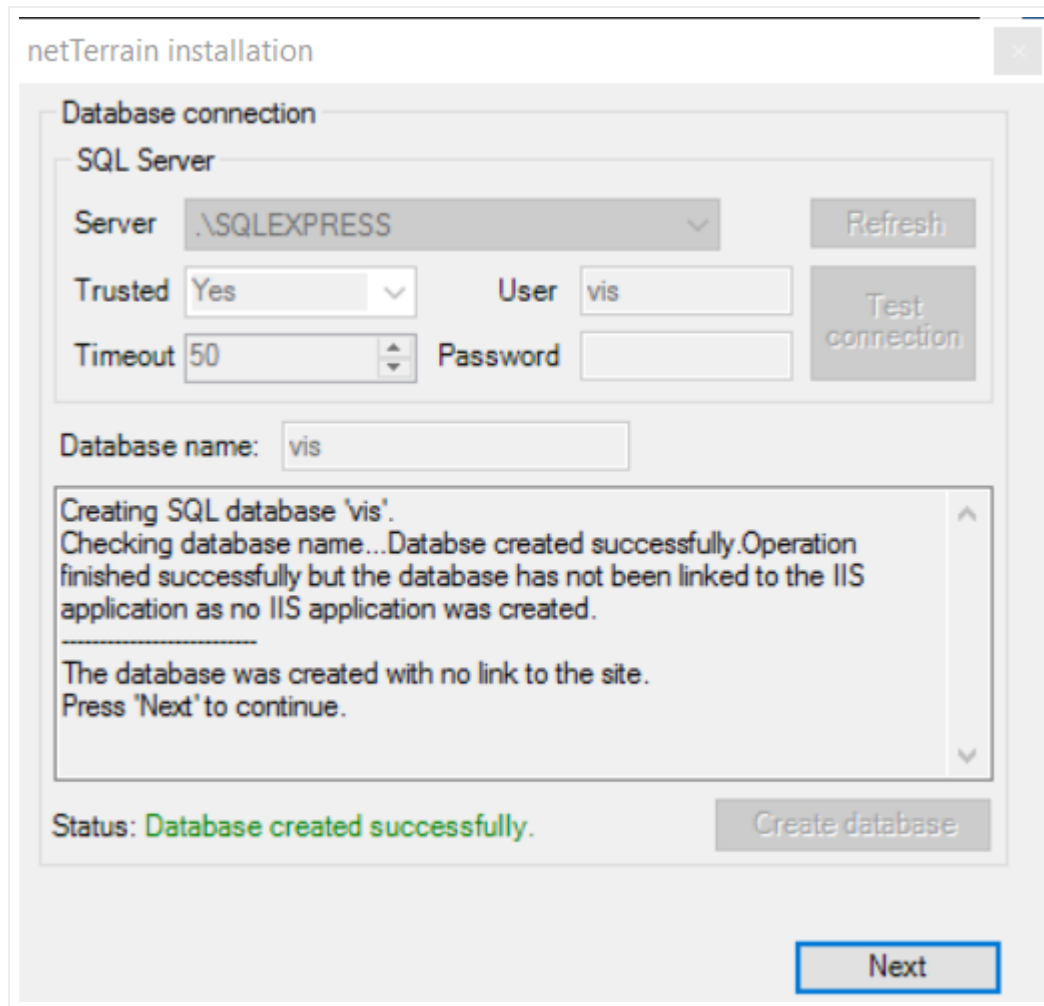 netTerrain installation
Database connection
SQL Server
Server .\SQLEXPRESS Refresh
Trusted Yes User vis Test connection
Timeout 50 Password
Database name: vis
Creating SQL database 'vis'.
Checking database name...Databse created successfully.Operation
finished successfully but the database has not been linked to the IIS
application as no IIS application was created.
---------------------------
The database was created with no link to the site.
Press 'Next' to continue.
Status: Database created successfully. Create database
Next